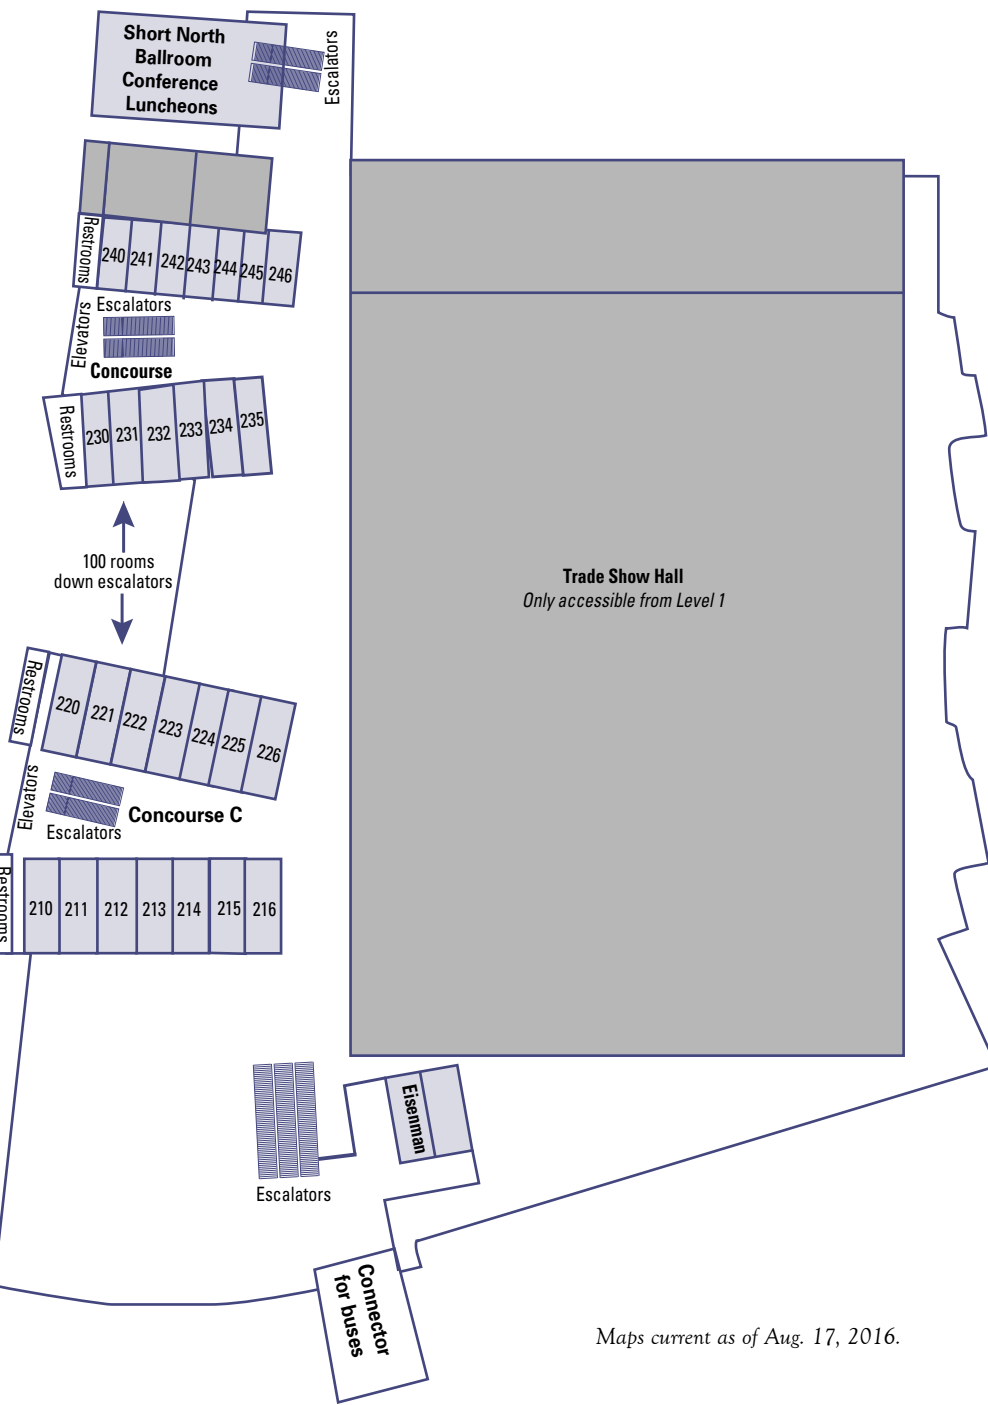 Short North
Ballroom
Conference
Luncheons
Escalators
Restrooms
240
241
242
243
244
245
246
Elevators
Escalators
Concourse
Restrooms
230
231
232
233
234
235
100 rooms
down escalators
Trade Show Hall
Only accessible from Level 1
Restrooms
220
221
222
223
224
225
226
Elevators
Escalators
Concourse C
Restrooms
210
211
212
213
214
215
216
Eisenman
Escalators
Connector
for buses
Maps current as of Aug. 17, 2016.